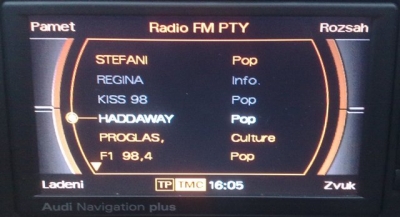 Pamet Radio FM PTY Rozsah
STEFANI Pop
REGINA Info.
KISS 98 Pop
HADDAWAY Pop
PROGLAS, Culture
F1 98,4 Pop
Ladeni TP TMC 16:05 Zvuk
Audi Navigation plus